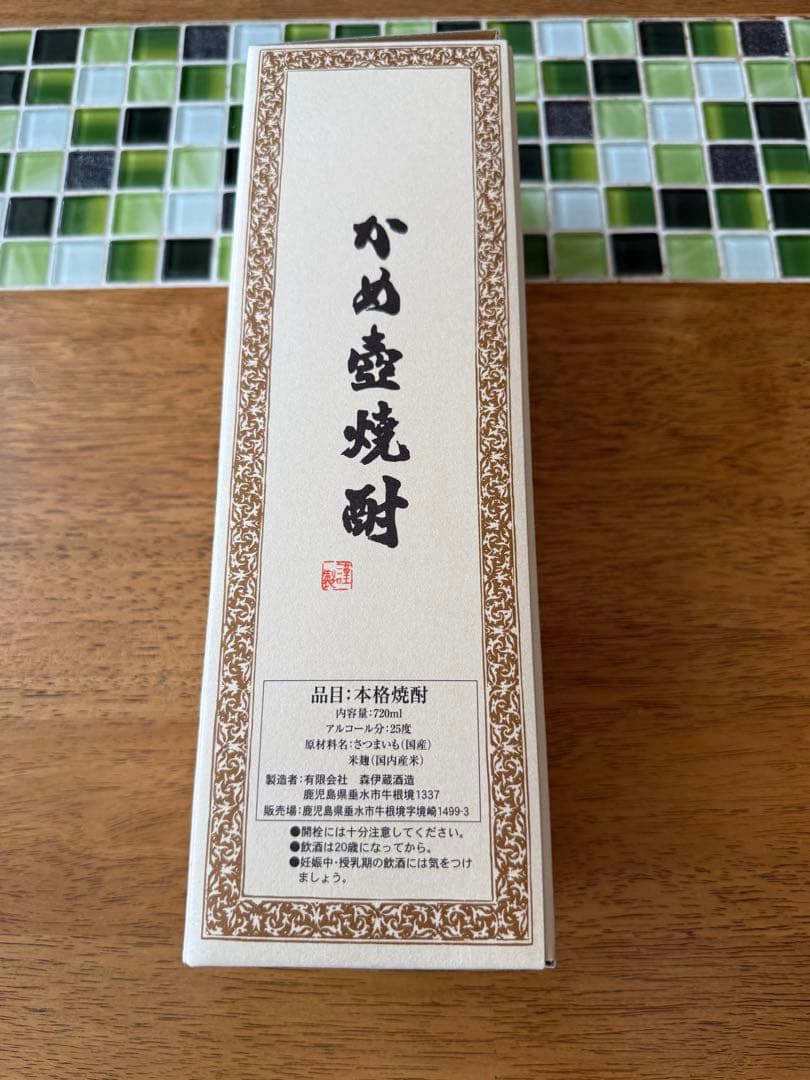 かめ壺焼酎
謹製
品目:本格焼酎
内容量:720ml
アルコール分:25度
原材料名:さつまいも(国産)
米麹(国内産米)
製造者:有限会社 森伊蔵酒造
鹿児島県垂水市牛根境1337
販売場:鹿児島県垂水市牛根境字境崎1499-3
●開栓には十分注意してください。
●飲酒は20歳になってから。
●妊娠中・授乳期の飲酒には気をつけ
ましょう。